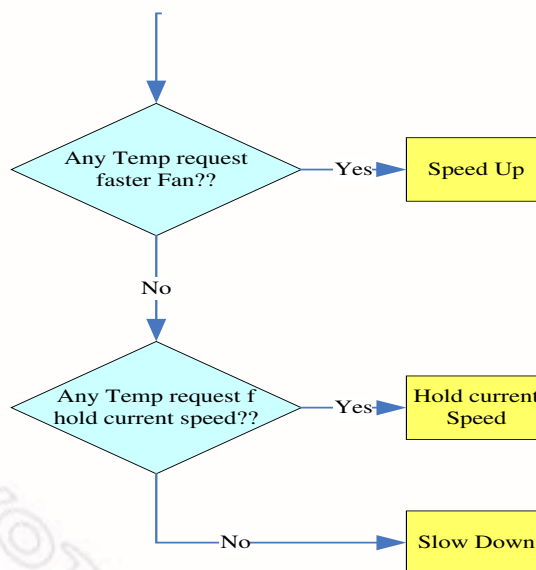 Any Temp request
faster Fan??
Yes
Speed Up
No
Any Temp request f
hold current speed??
Yes
Hold current
Speed
No
Slow Down